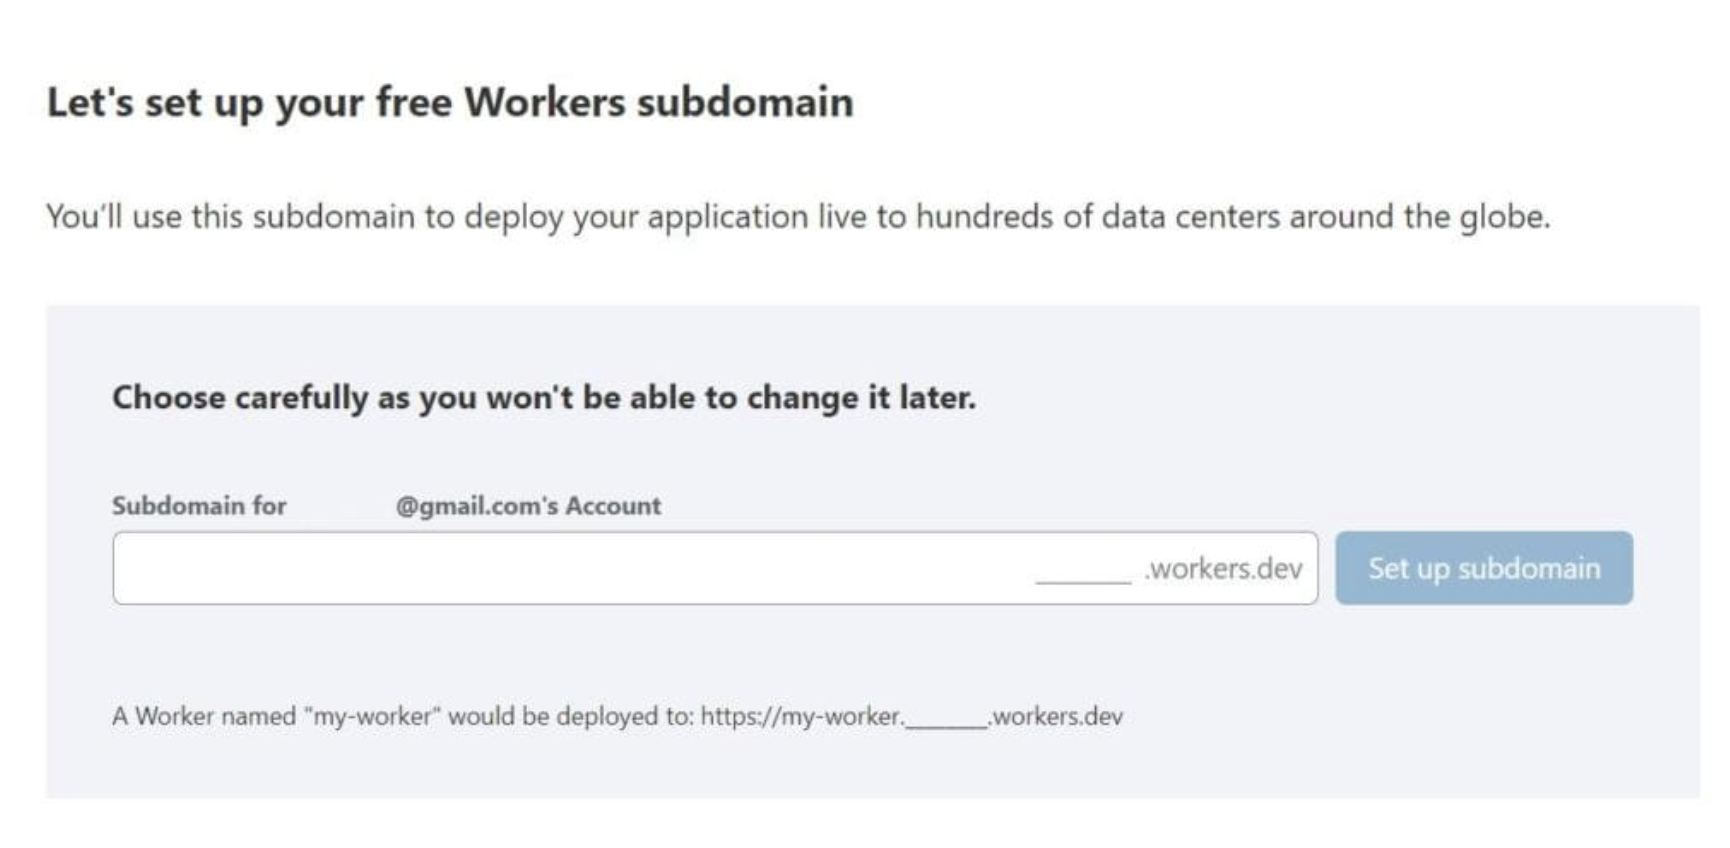 Let's set up your free Workers subdomain
You'll use this subdomain to deploy your application live to hundreds of data centers around the globe.
Choose carefully as you won't be able to change it later.
Subdomain for @gmail.com's Account
_______ .workers.dev
Set up subdomain
A Worker named "my-worker" would be deployed to: https://my-worker._______.workers.dev